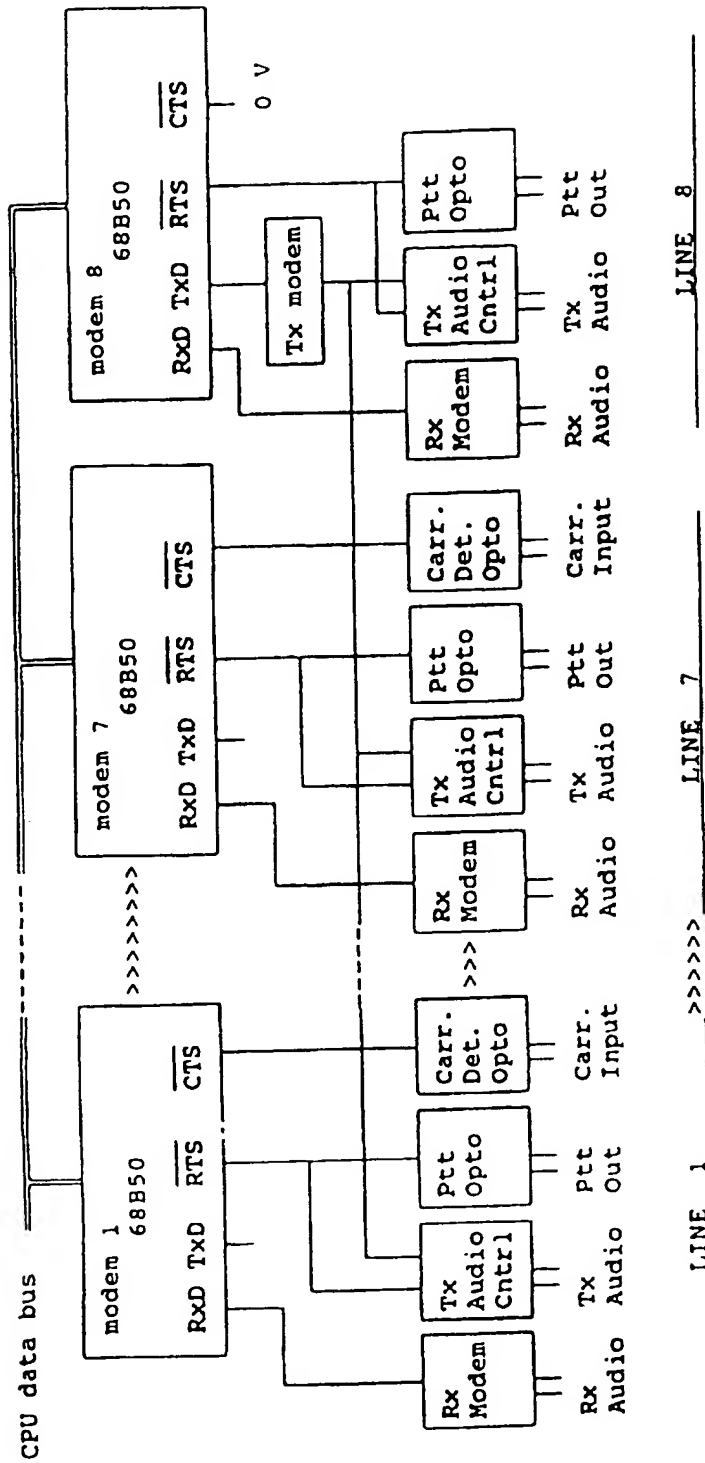 CPU data bus
modem 1
68B50
RxD TxD RTS CTS
>>>>>>>>>
modem 7
68B50
RxD TxD RTS CTS
modem 8
68B50
RxD TxD RTS CTS
0 V
Tx modem
Rx
Modem
Tx
Audio
Cntrl
Ptt
Opto
Carr.
Det.
Opto
>>>
Rx
Modem
Tx
Audio
Cntrl
Ptt
Opto
Carr.
Det.
Opto
Rx
Modem
Tx
Audio
Cntrl
Ptt
Opto
Rx
Audio
Tx
Audio
Ptt
Out
Carr.
Input
Rx
Audio
Tx
Audio
Ptt
Out
Carr.
Input
Rx
Audio
Tx
Audio
Ptt
Out
LINE 1
>>>>>>
LINE 7
LINE 8